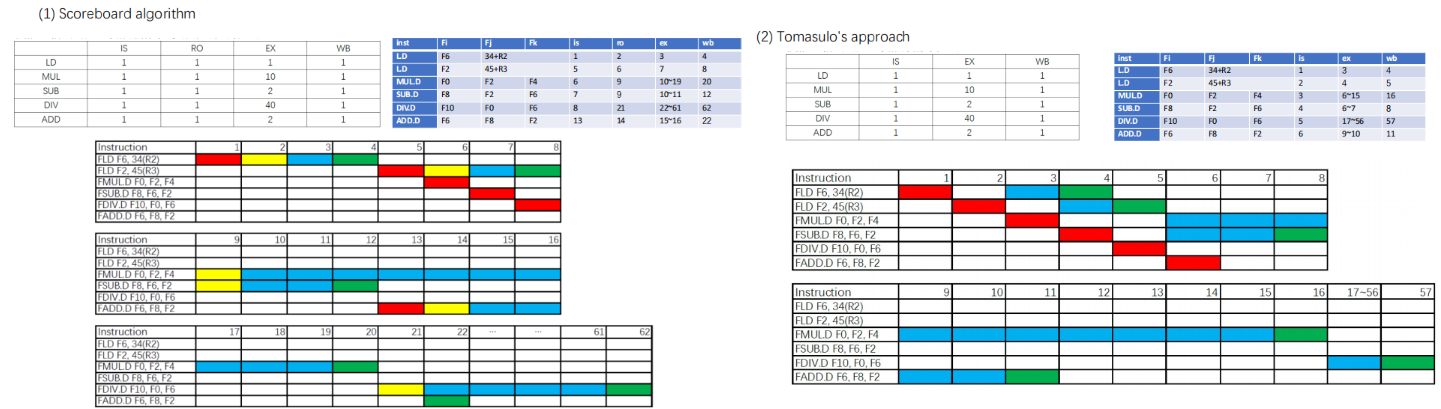 (1) Scoreboard algorithm
IS RO EX WB
LD 1 1 1 1
MUL 1 1 10 1
SUB 1 1 2 1
DIV 1 1 40 1
ADD 1 1 2 1
Inst Fi Fj Fk is ro ex wb
L.D F6 34+R2 1 2 3 4
L.D F2 45+R3 5 6 7 8
MUL.D F0 F2 F4 6 9 10~19 20
SUB.D F8 F2 F6 7 9 10~11 12
DIV.D F10 F0 F6 8 21 22~61 62
ADD.D F6 F8 F2 13 14 15~16 22
Instruction 1 2 3 4 5 6 7 8
FLD F6, 34(R2)
FLD F2, 45(R3)
FMUL.D F0, F2, F4
FSUB.D F8, F6, F2
FDIV.D F10, F0, F6
FADD.D F6, F8, F2
Instruction 9 10 11 12 13 14 15 16
FLD F6, 34(R2)
FLD F2, 45(R3)
FMUL.D F0, F2, F4
FSUB.D F8, F6, F2
FDIV.D F10, F0, F6
FADD.D F6, F8, F2
Instruction 17 18 19 20 21 22 ... ... 61 62
FLD F6, 34(R2)
FLD F2, 45(R3)
FMUL.D F0, F2, F4
FSUB.D F8, F6, F2
FDIV.D F10, F0, F6
FADD.D F6, F8, F2
(2) Tomasulo's approach
IS EX WB
LD 1 1 1
MUL 1 10 1
SUB 1 2 1
DIV 1 40 1
ADD 1 2 1
Inst Fi Fj Fk is ex wb
L.D F6 34+R2 1 3 4
L.D F2 45+R3 2 4 5
MUL.D F0 F2 F4 3 6~15 16
SUB.D F8 F2 F6 4 6~7 8
DIV.D F10 F0 F6 5 17~56 57
ADD.D F6 F8 F2 6 9~10 11
Instruction 1 2 3 4 5 6 7 8
FLD F6, 34(R2)
FLD F2, 45(R3)
FMUL.D F0, F2, F4
FSUB.D F8, F6, F2
FDIV.D F10, F0, F6
FADD.D F6, F8, F2
Instruction 9 10 11 12 13 14 15 16 17~56 57
FLD F6, 34(R2)
FLD F2, 45(R3)
FMUL.D F0, F2, F4
FSUB.D F8, F6, F2
FDIV.D F10, F0, F6
FADD.D F6, F8, F2